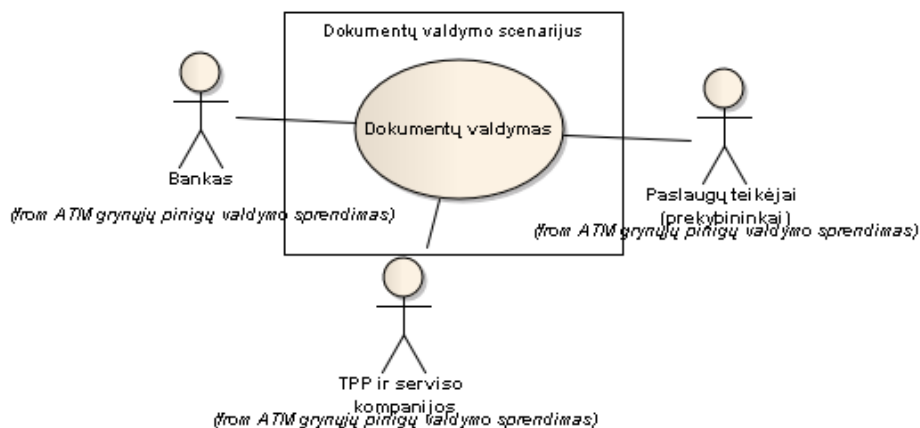 Dokumentų valdymo scenarijus
Dokumentų valdymas
Bankas
(from ATM grynųjų pinigų valdymo sprendimas)
Paslaugų teikėjai
(prekybininkai)
(from ATM grynųjų pinigų valdymo sprendimas)
TPP ir serviso
kompanijos
(from ATM grynųjų pinigų valdymo sprendimas)